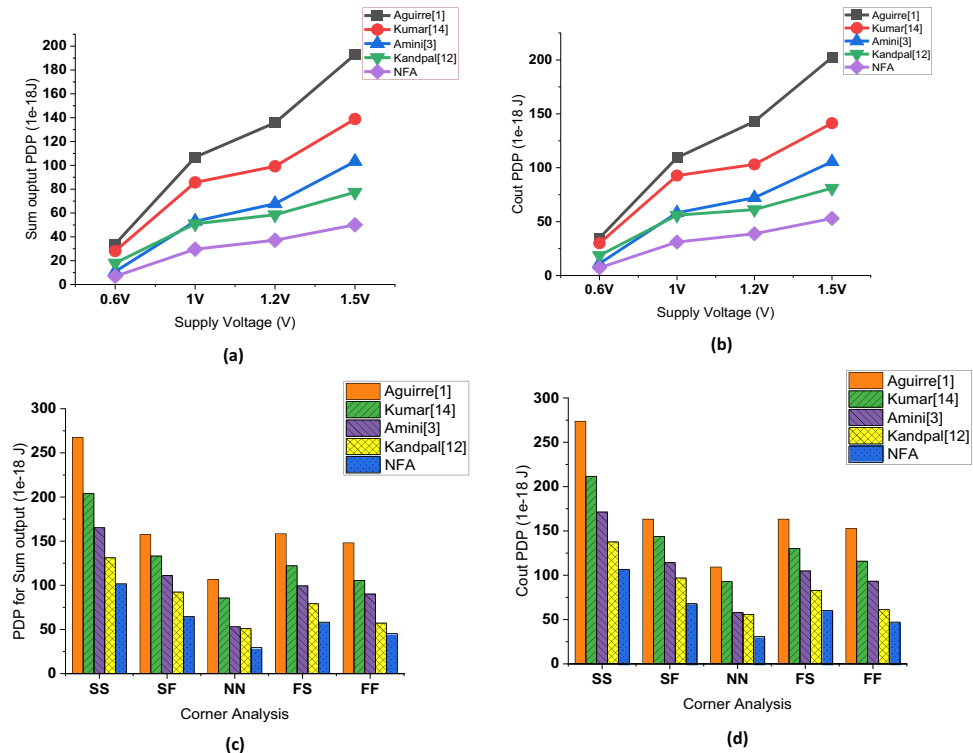 Aguirre[1]
Kumar[14]
Amini[3]
Kandpal[12]
NFA
200
180
160
140
120
100
80
60
40
20
0
Sum ouptut PDP (1e-18J)
0.6V 1V 1.2V 1.5V
Supply Voltage (V)
(a)
Aguirre[1]
Kumar[14]
Amini[3]
Kandpal[12]
NFA
200
150
100
50
0
Cout PDP (1e-18 J)
0.6V 1V 1.2V 1.5V
Supply Voltage (V)
(b)
Aguirre[1]
Kumar[14]
Amini[3]
Kandpal[12]
NFA
300
250
200
150
100
50
0
PDP for Sum output (1e-18 J)
SS SF NN FS FF
Corner Analysis
(c)
Aguirre[1]
Kumar[14]
Amini[3]
Kandpal[12]
NFA
300
250
200
150
100
50
0
Cout PDP (1e-18 J)
SS SF NN FS FF
Corner Analysis
(d)